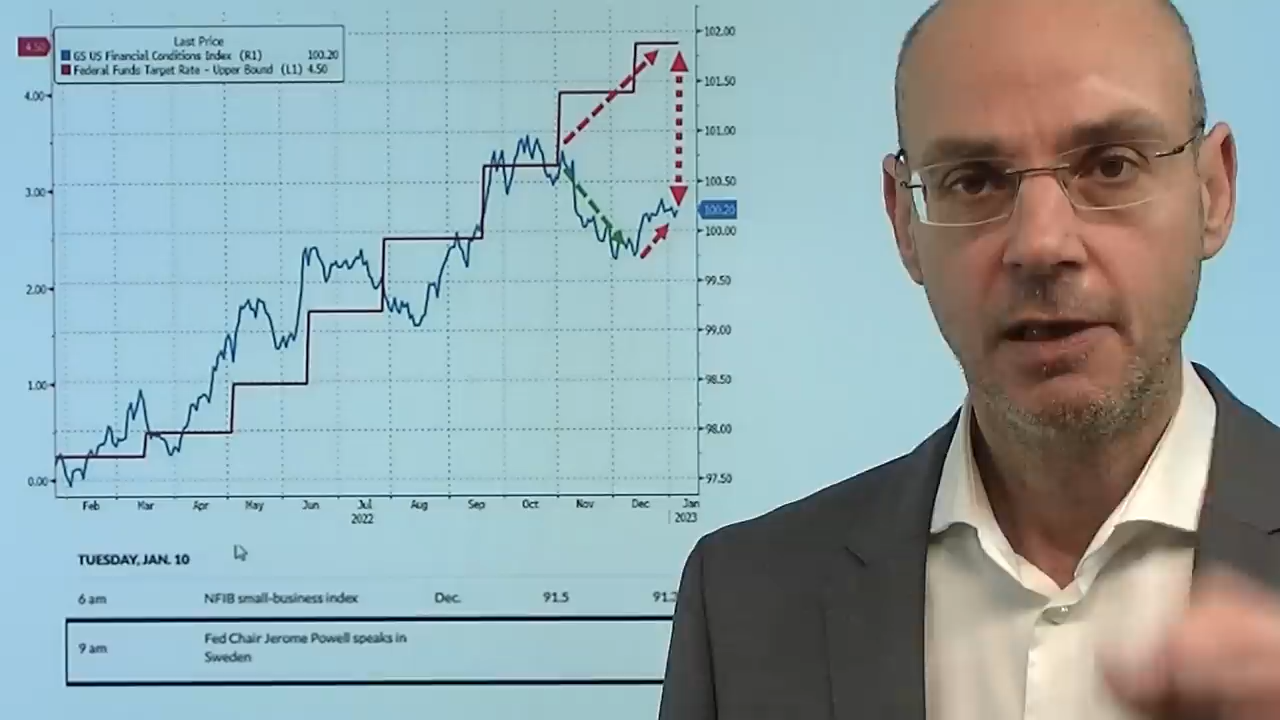 Last Price
GS US Financial Conditions Index (R1) 100.20
Federal Funds Target Rate - Upper Bound (L1) 4.50
4.50
4.00
3.00
2.00
1.00
0.00
102.00
101.50
101.00
100.50
100.20
100.00
99.50
99.00
98.50
98.00
97.50
Feb Mar Apr May Jun Jul Aug Sep Oct Nov Dec Jan
2022 2023
TUESDAY, JAN. 10
6 am NFIB small-business index Dec. 91.5
9 am Fed Chair Jerome Powell speaks in
Sweden